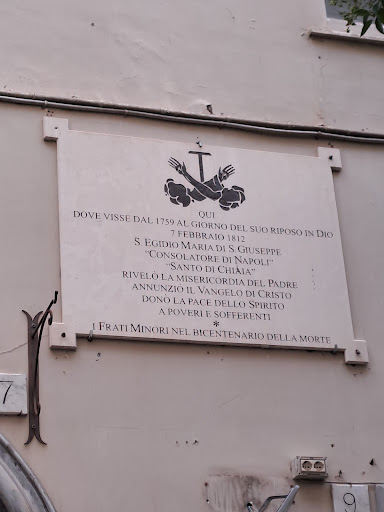 QUI
DOVE VISSE DAL 1759 AL GIORNO DEL SUO RIPOSO IN DIO
7 FEBBRAIO 1812
S. EGIDIO MARIA DI S. GIUSEPPE
"CONSOLATORE DI NAPOLI"
"SANTO DI CHIAIA"
RIVELÒ LA MISERICORDIA DEL PADRE
ANNUNZIÒ IL VANGELO DI CRISTO
DONÒ LA PACE DELLO SPIRITO
A POVERI E SOFFERENTI
*
I FRATI MINORI NEL BICENTENARIO DELLA MORTE
7
9